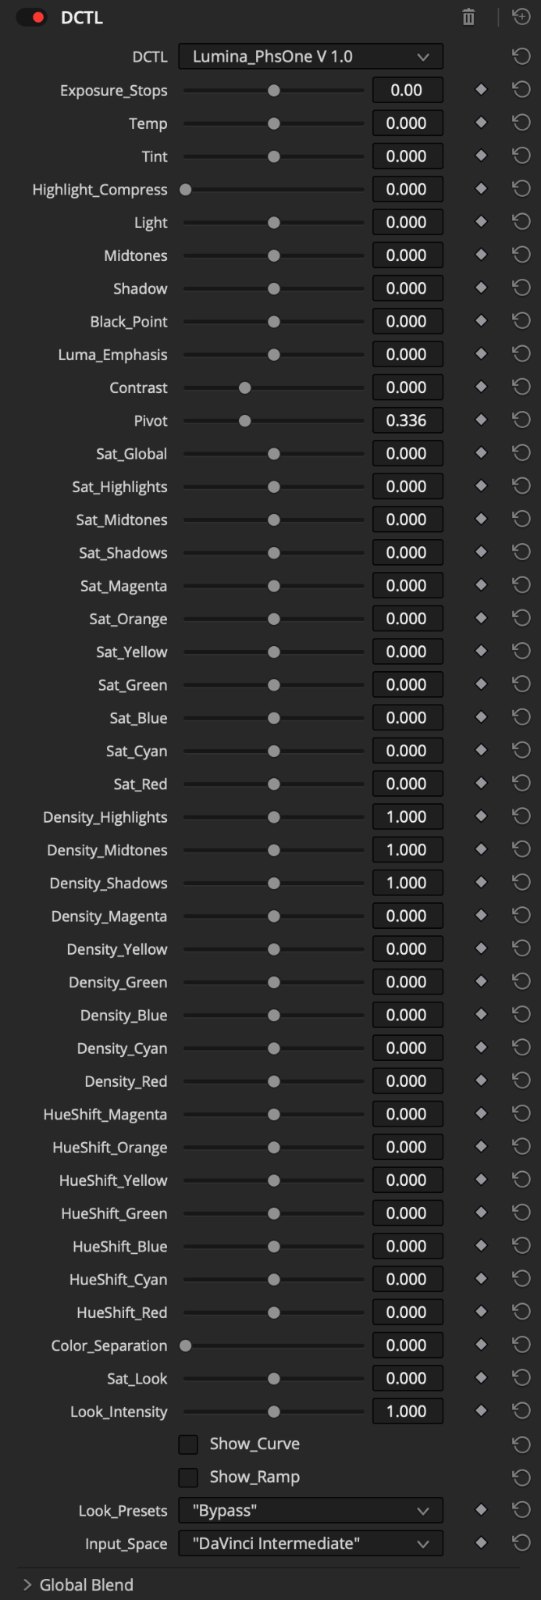 DCTL
DCTL Lumina_PhsOne V 1.0
Exposure_Stops 0.00
Temp 0.000
Tint 0.000
Highlight_Compress 0.000
Light 0.000
Midtones 0.000
Shadow 0.000
Black_Point 0.000
Luma_Emphasis 0.000
Contrast 0.000
Pivot 0.336
Sat_Global 0.000
Sat_Highlights 0.000
Sat_Midtones 0.000
Sat_Shadows 0.000
Sat_Magenta 0.000
Sat_Orange 0.000
Sat_Yellow 0.000
Sat_Green 0.000
Sat_Blue 0.000
Sat_Cyan 0.000
Sat_Red 0.000
Density_Highlights 1.000
Density_Midtones 1.000
Density_Shadows 1.000
Density_Magenta 0.000
Density_Yellow 0.000
Density_Green 0.000
Density_Blue 0.000
Density_Cyan 0.000
Density_Red 0.000
HueShift_Magenta 0.000
HueShift_Orange 0.000
HueShift_Yellow 0.000
HueShift_Green 0.000
HueShift_Blue 0.000
HueShift_Cyan 0.000
HueShift_Red 0.000
Color_Separation 0.000
Sat_Look 0.000
Look_Intensity 1.000
Show_Curve
Show_Ramp
Look_Presets "Bypass"
Input_Space "DaVinci Intermediate"
Global Blend